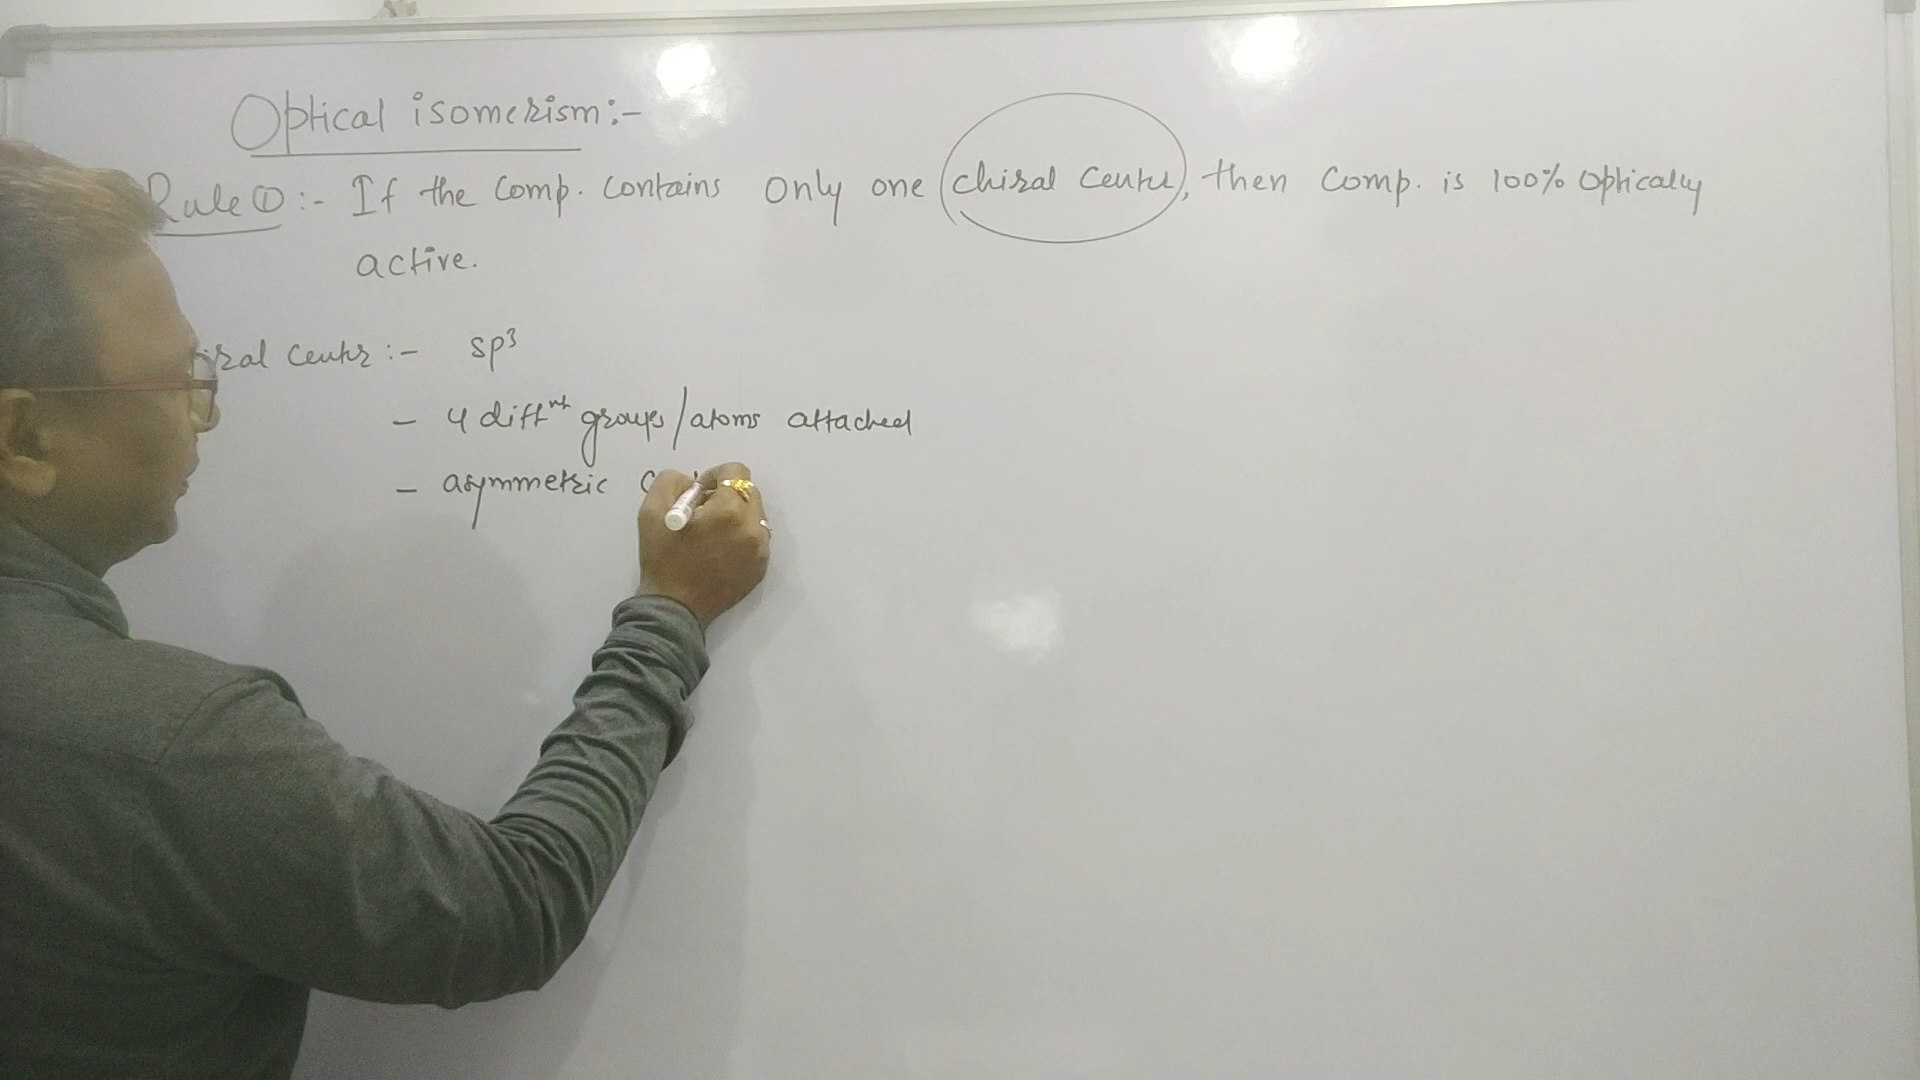 Optical isomerism:-
Rule ① :- If the Comp. contains only one chiral centre, then comp. is 100% optically
active.
centre :- sp³
- 4 diffnt groups/atoms attached
- asymmetric